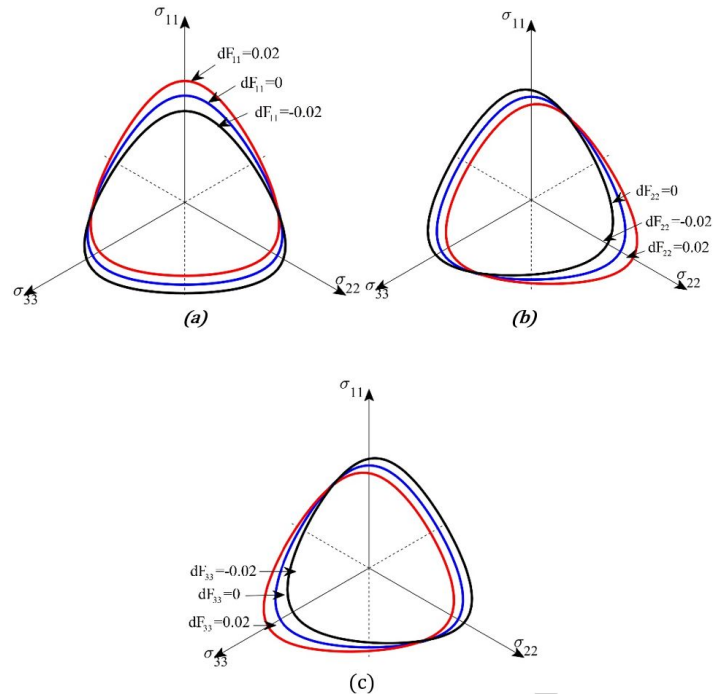 σ11
dF11=0.02
dF11=0
dF11=-0.02
σ33
σ22
(a)
σ11
dF22=0
dF22=-0.02
dF22=0.02
σ33
σ22
(b)
σ11
dF33=-0.02
dF33=0
dF33=0.02
σ33
σ22
(c)